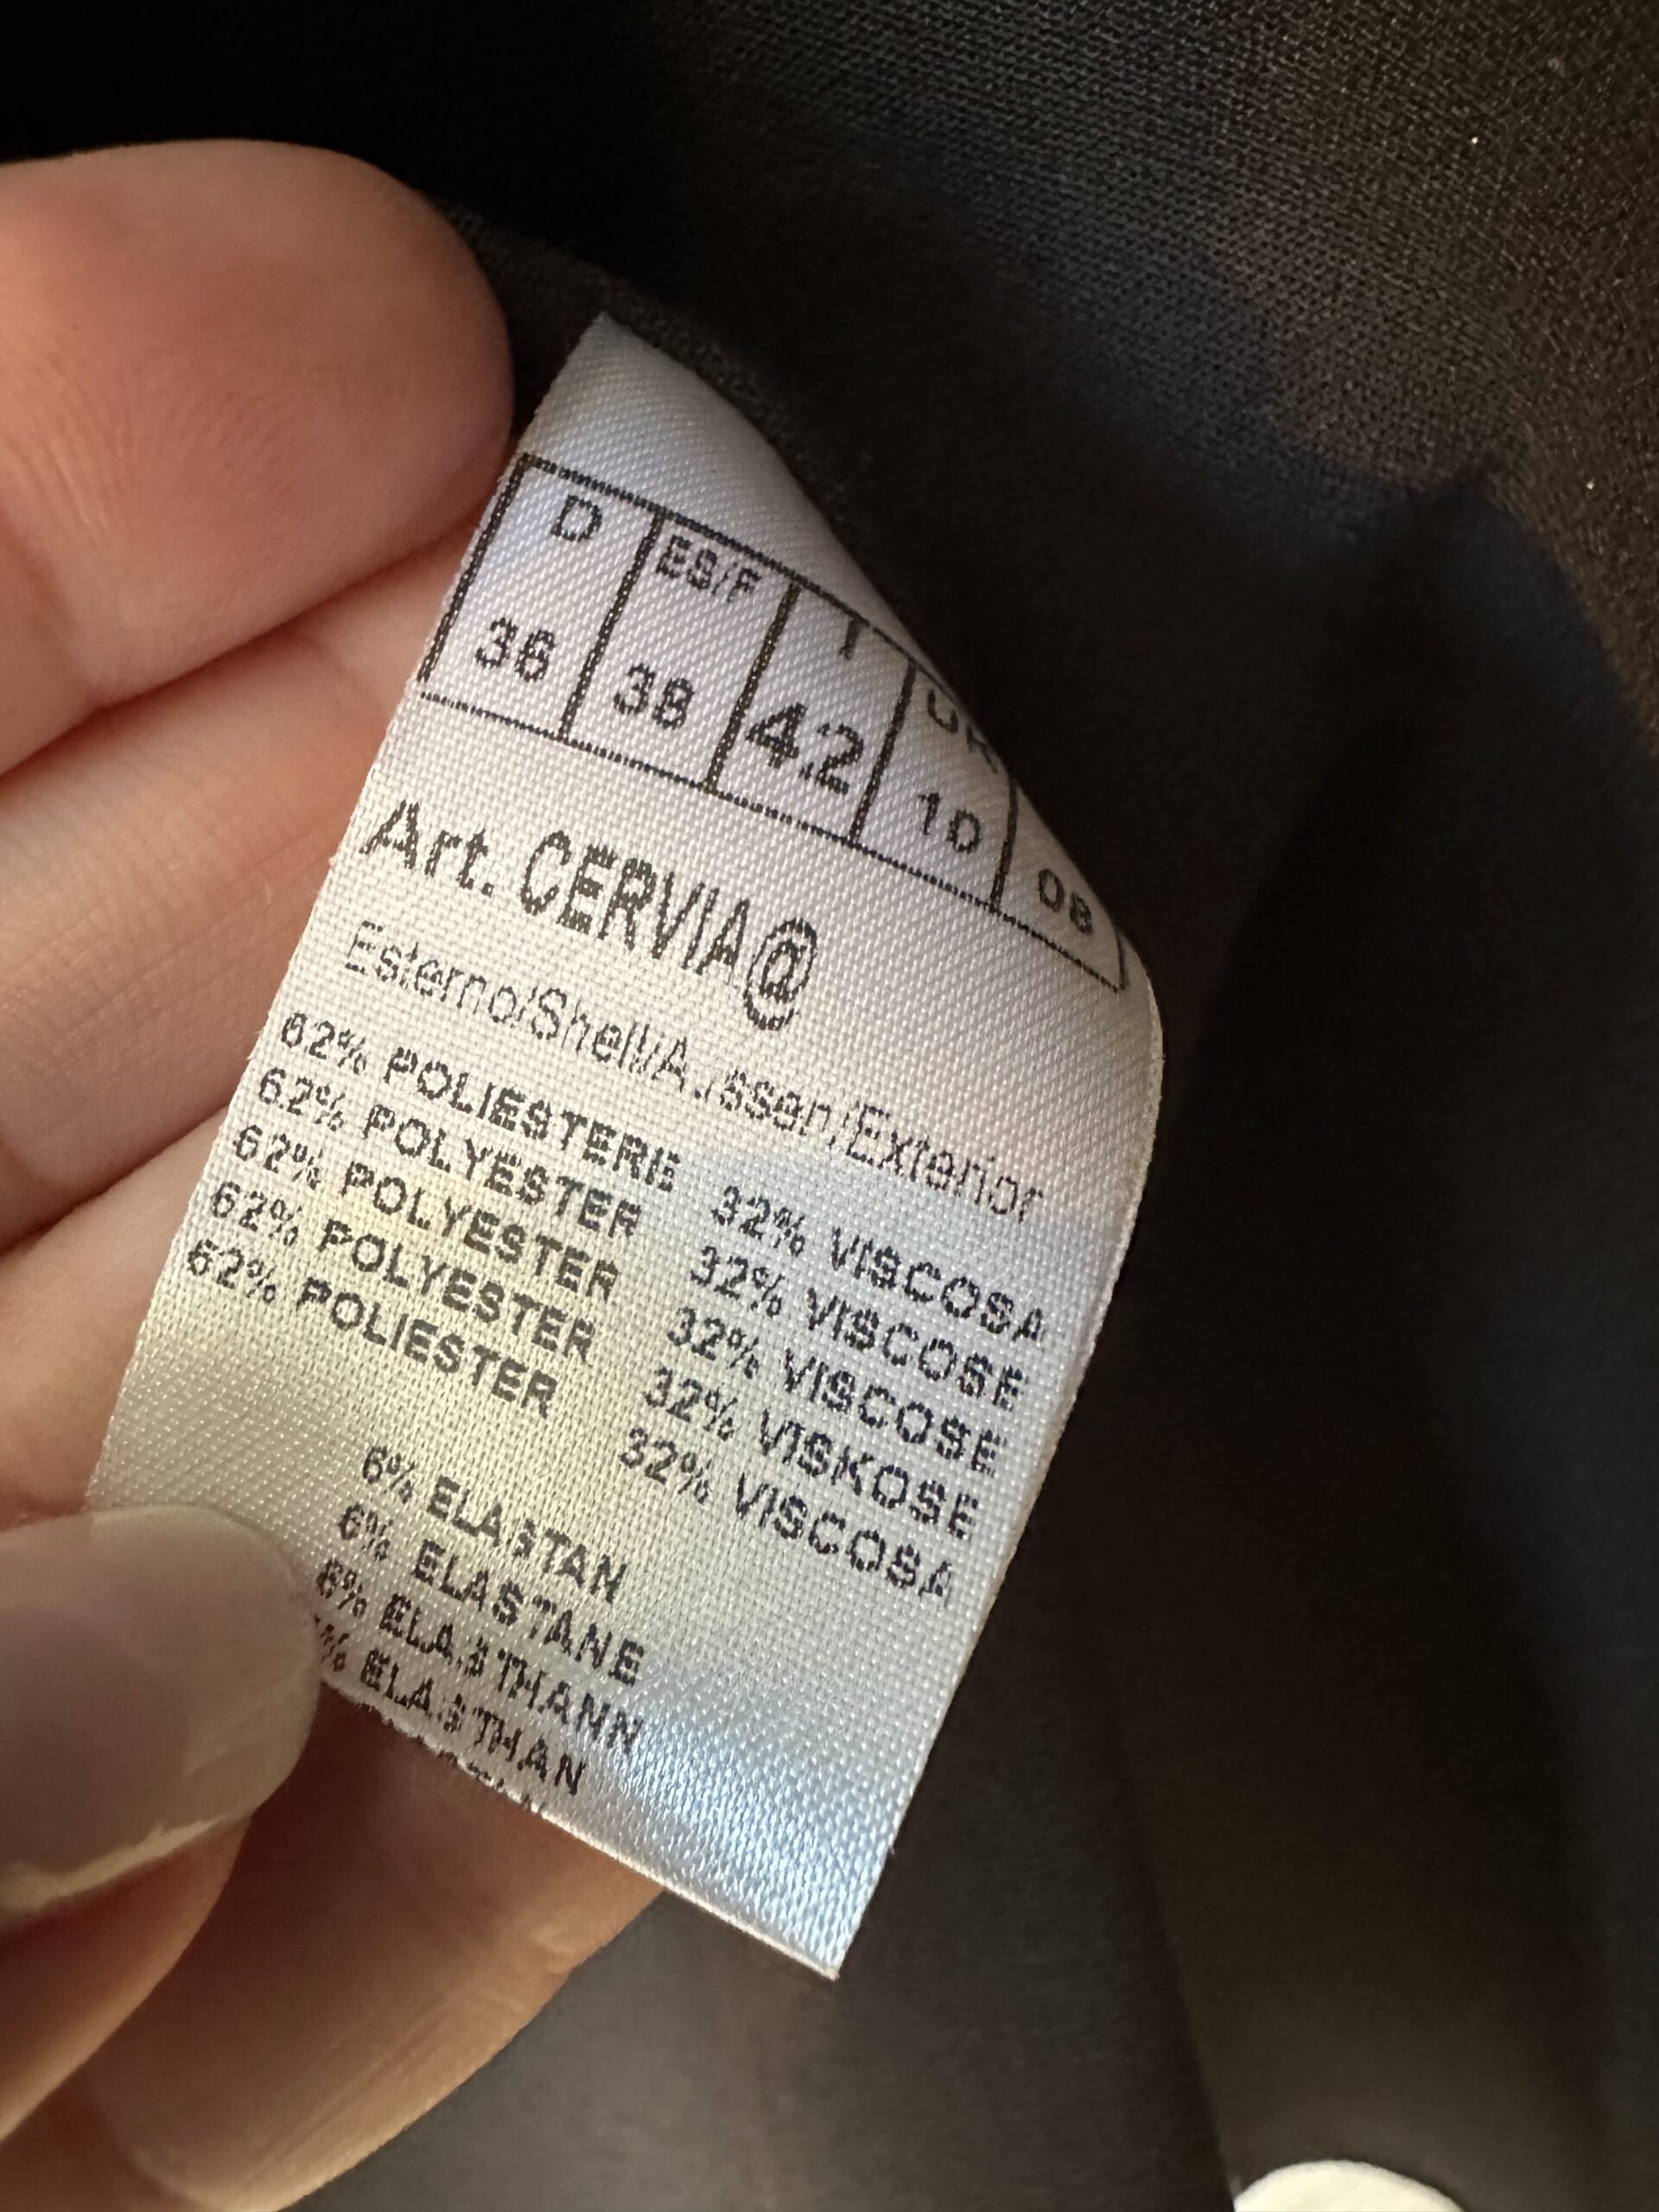 D ES/F I UK
36 38 42 10 08
Art. CERVIA@
Esterno/Shell/Aussen/Exterior
62% POLIESTERE 32% VISCOSA
62% POLYESTER 32% VISCOSE
62% POLYESTER 32% VISCOSE
62% POLYESTER 32% VISKOSE
62% POLIESTER 32% VISCOSA
6% ELASTAN
6% ELASTANE
6% ELASTHANN
% ELASTHAN